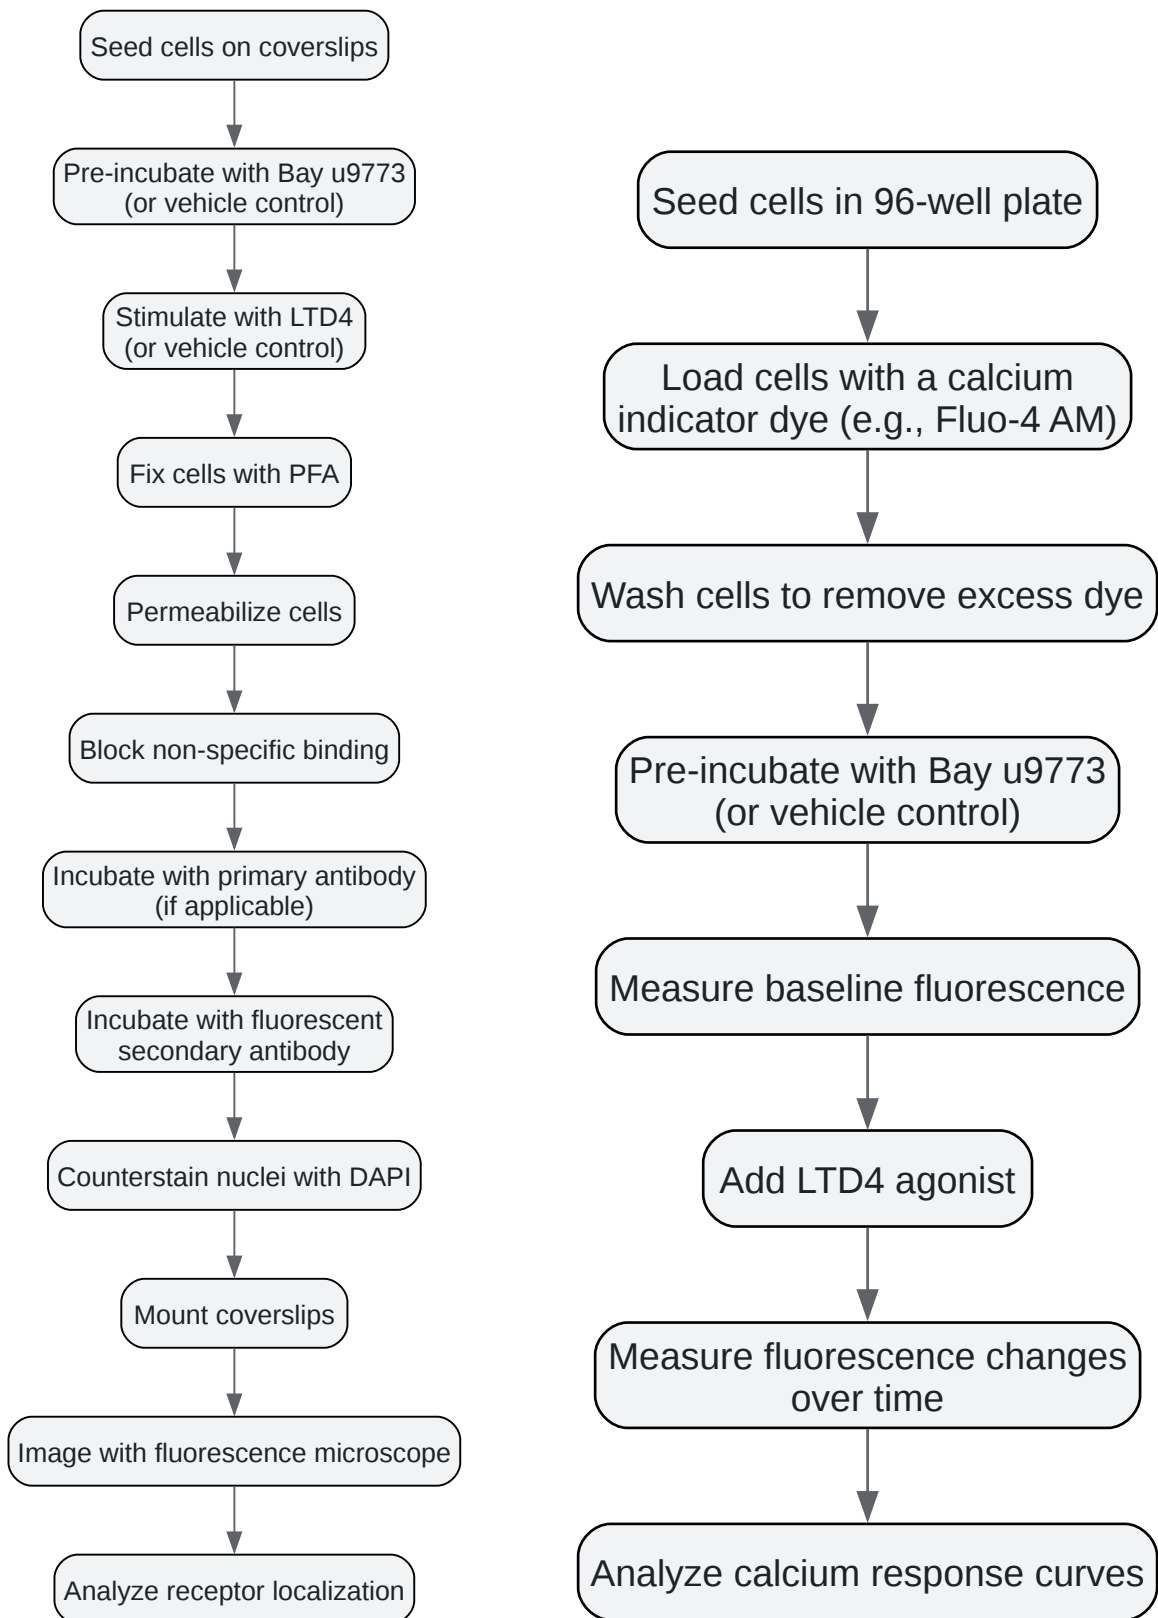 Seed cells on coverslips
Pre-incubate with Bay u9773
(or vehicle control)
Stimulate with LTD4
(or vehicle control)
Fix cells with PFA
Permeabilize cells
Block non-specific binding
Incubate with primary antibody
(if applicable)
Incubate with fluorescent
secondary antibody
Counterstain nuclei with DAPI
Mount coverslips
Image with fluorescence microscope
Analyze receptor localization
Seed cells in 96-well plate
Load cells with a calcium
indicator dye (e.g., Fluo-4 AM)
Wash cells to remove excess dye
Pre-incubate with Bay u9773
(or vehicle control)
Measure baseline fluorescence
Add LTD4 agonist
Measure fluorescence changes
over time
Analyze calcium response curves